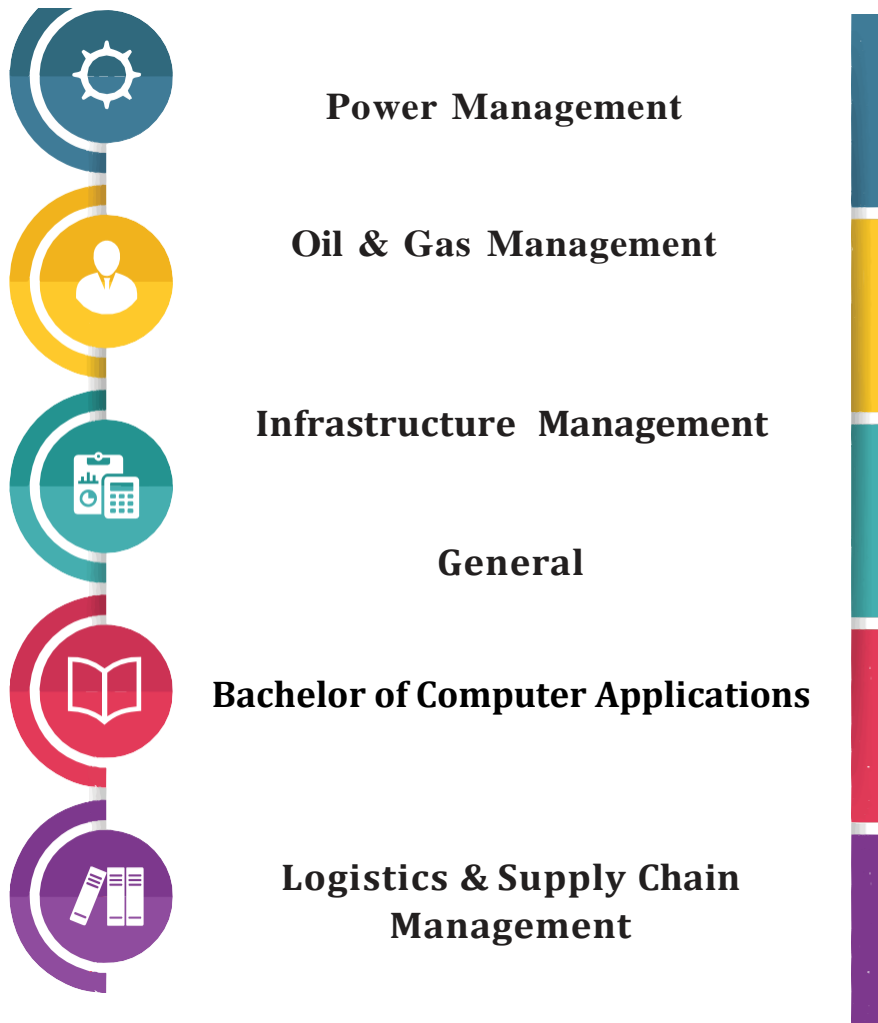 Power Management
Oil & Gas Management
Infrastructure Management
General
Bachelor of Computer Applications
Logistics & Supply Chain
Management